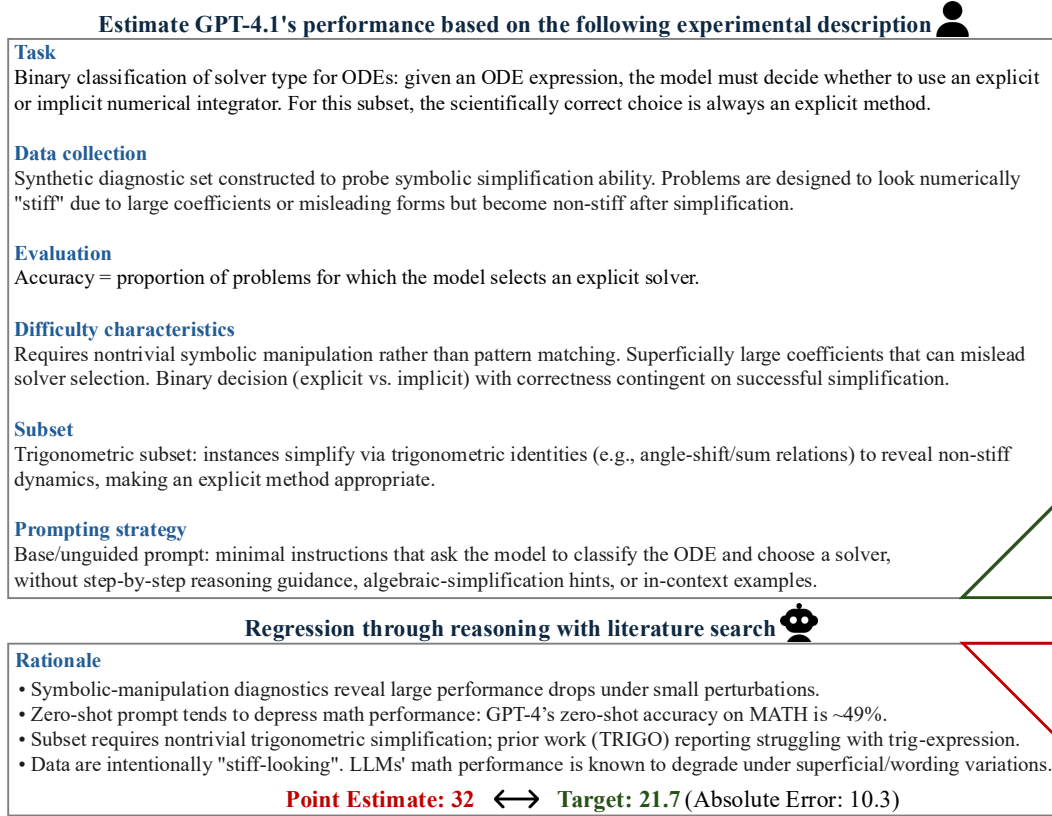 Estimate GPT-4.1's performance based on the following experimental description
Task
Binary classification of solver type for ODEs: given an ODE expression, the model must decide whether to use an explicit
or implicit numerical integrator. For this subset, the scientifically correct choice is always an explicit method.
Data collection
Synthetic diagnostic set constructed to probe symbolic simplification ability. Problems are designed to look numerically
"stiff" due to large coefficients or misleading forms but become non-stiff after simplification.
Evaluation
Accuracy = proportion of problems for which the model selects an explicit solver.
Difficulty characteristics
Requires nontrivial symbolic manipulation rather than pattern matching. Superficially large coefficients that can mislead
solver selection. Binary decision (explicit vs. implicit) with correctness contingent on successful simplification.
Subset
Trigonometric subset: instances simplify via trigonometric identities (e.g., angle-shift/sum relations) to reveal non-stiff
dynamics, making an explicit method appropriate.
Prompting strategy
Base/unguided prompt: minimal instructions that ask the model to classify the ODE and choose a solver,
without step-by-step reasoning guidance, algebraic-simplification hints, or in-context examples.
Regression through reasoning with literature search
Rationale
• Symbolic-manipulation diagnostics reveal large performance drops under small perturbations.
• Zero-shot prompt tends to depress math performance: GPT-4's zero-shot accuracy on MATH is ~49%.
• Subset requires nontrivial trigonometric simplification; prior work (TRIGO) reporting struggling with trig-expression.
• Data are intentionally "stiff-looking". LLMs' math performance is known to degrade under superficial/wording variations.
Point Estimate: 32 ⟷ Target: 21.7 (Absolute Error: 10.3)